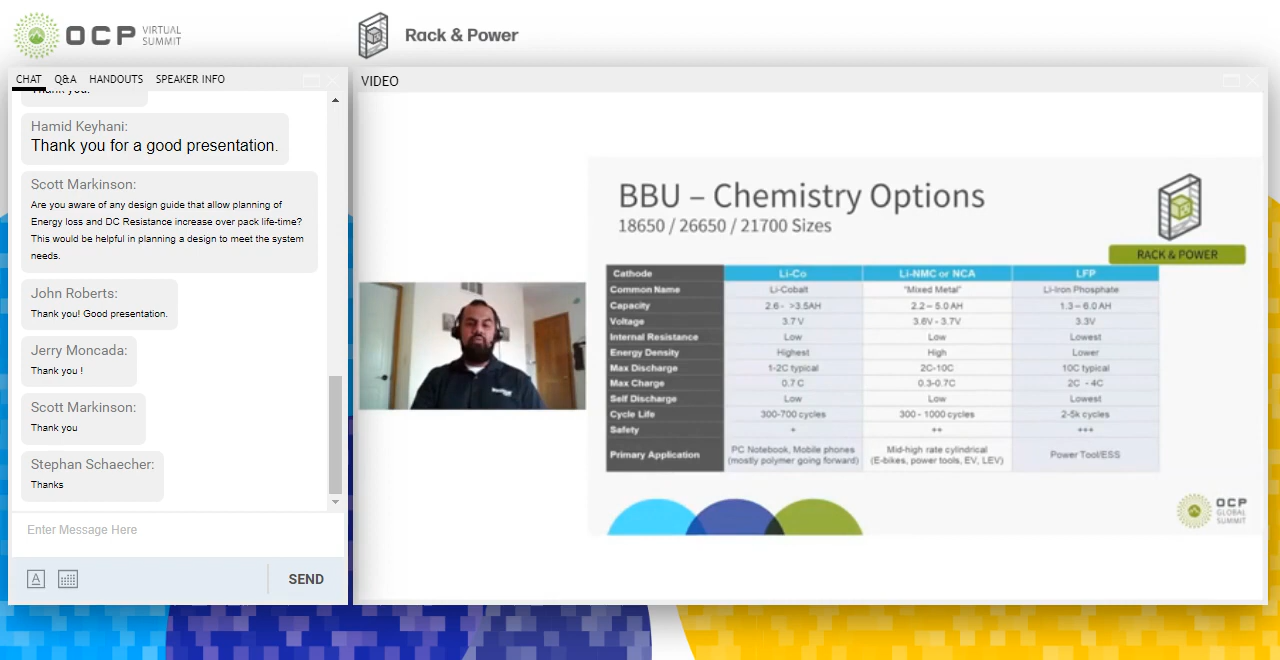 OCP VIRTUAL
SUMMIT
Rack & Power
CHAT Q&A HANDOUTS SPEAKER INFO
Thank you.
Hamid Keyhani:
Thank you for a good presentation.
Scott Markinson:
Are you aware of any design guide that allow planning of
Energy loss and DC Resistance increase over pack life-time?
This would be helpful in planning a design to meet the system
needs.
John Roberts:
Thank you! Good presentation.
Jerry Moncada:
Thank you !
Scott Markinson:
Thank you
Stephan Schaecher:
Thanks
Enter Message Here
A
SEND
VIDEO
BBU – Chemistry Options
18650 / 26650 / 21700 Sizes
RACK & POWER
Cathode Li-Co Li-NMC or NCA LFP
Common Name Li-Cobalt "Mixed Metal" Li-Iron Phosphate
Capacity 2.6 - >3.5AH 2.2 – 5.0 AH 1.3 – 6.0 AH
Voltage 3.7 V 3.6V - 3.7V 3.3V
Internal Resistance Low Low Lowest
Energy Density Highest High Lower
Max Discharge 1-2C typical 2C-10C 10C typical
Max Charge 0.7 C 0.3-0.7C 2C - 4C
Self Discharge Low Low Lowest
Cycle Life 300-700 cycles 300 - 1000 cycles 2-5k cycles
Safety + ++ +++
Primary Application PC Notebook, Mobile phones (mostly polymer going forward) Mid-high rate cylindrical (E-bikes, power tools, EV, LEV) Power Tool/ESS
OCP
GLOBAL
SUMMIT